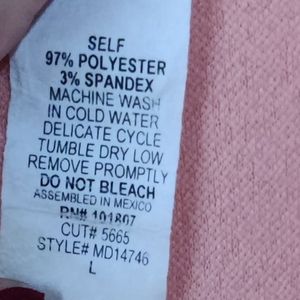 SELF
97% POLYESTER
3% SPANDEX
MACHINE WASH
IN COLD WATER
DELICATE CYCLE
TUMBLE DRY LOW
REMOVE PROMPTLY
DO NOT BLEACH
ASSEMBLED IN MEXICO
RN# 101807
CUT# 5665
STYLE# MD14746
L